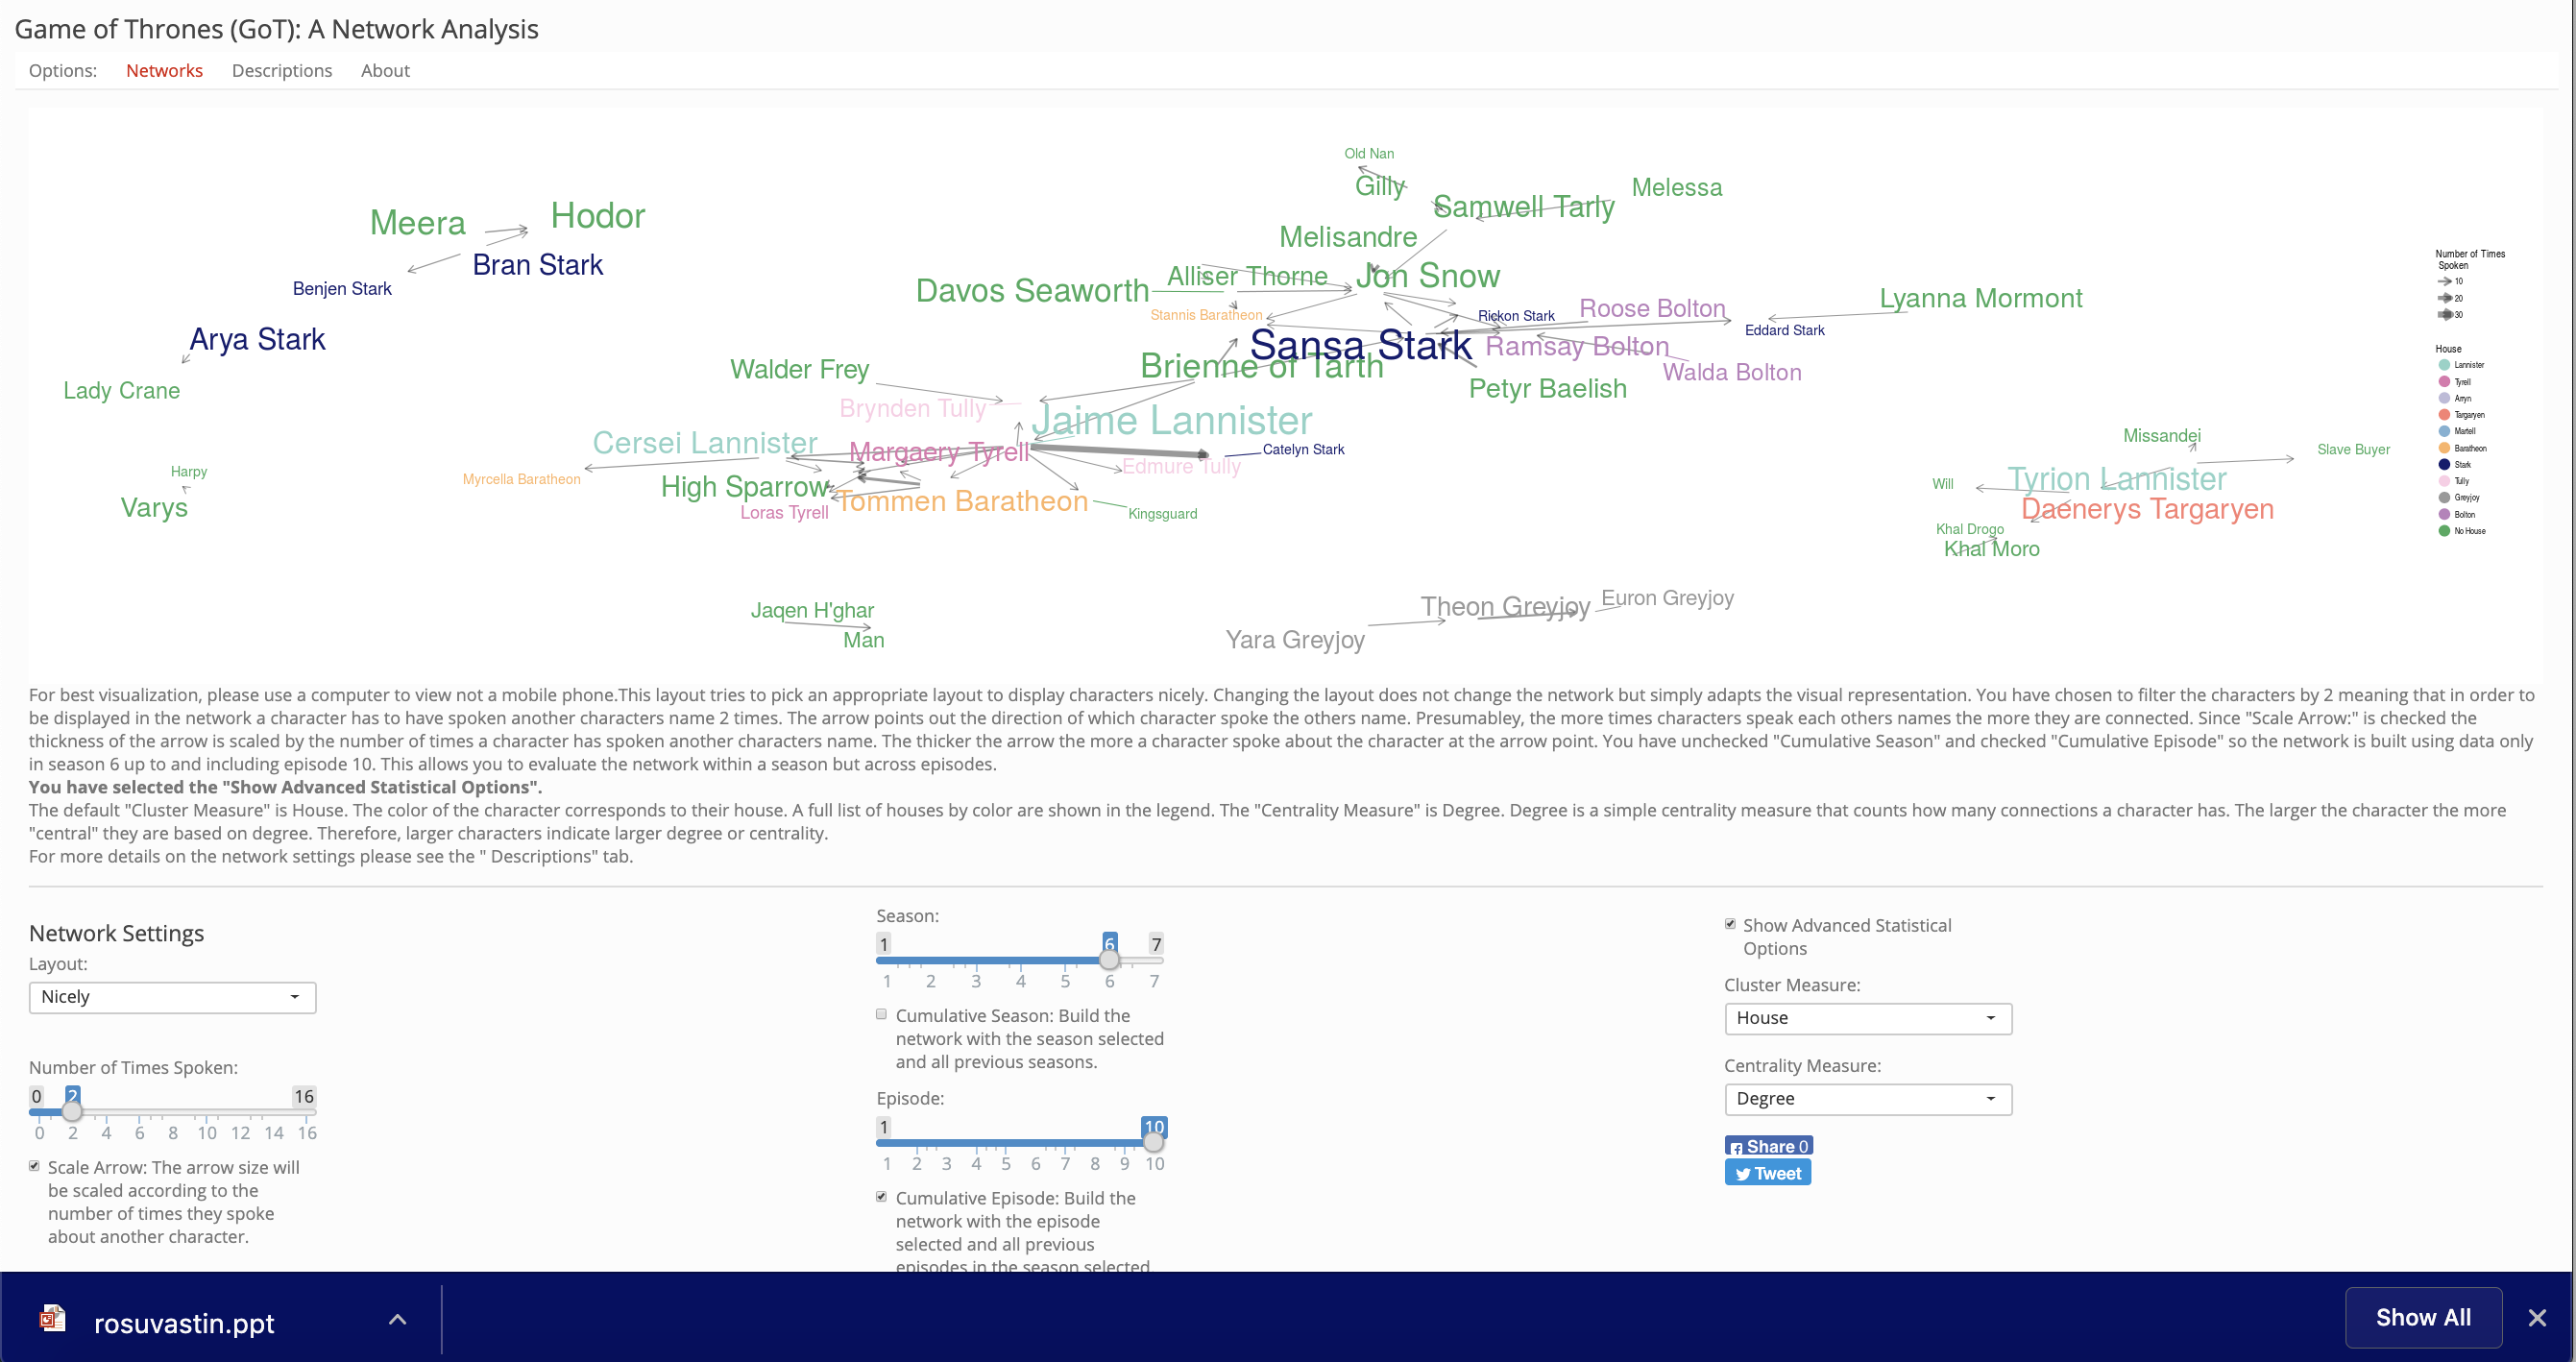 Game of Thrones (GoT): A Network Analysis
Options: Networks Descriptions About
Old Nan
Gilly
Melessa
Samwell Tarly
Meera
Hodor
Melisandre
Bran Stark
Alliser Thorne
Jon Snow
Benjen Stark
Davos Seaworth
Lyanna Mormont
Stannis Baratheon
Rickon Stark
Roose Bolton
Eddard Stark
Arya Stark
Sansa Stark
Ramsay Bolton
Walder Frey
Brienne of Tarth
Walda Bolton
Lady Crane
Petyr Baelish
Brynden Tully
Jaime Lannister
Cersei Lannister
Margaery Tyrell
Catelyn Stark
Missandei
Slave Buyer
Harpy
Myrcella Baratheon
Edmure Tully
Tyrion Lannister
Will
High Sparrow
Tommen Baratheon
Varys
Loras Tyrell
Kingsguard
Daenerys Targaryen
Khal Drogo
Khal Moro
Jaqen H'ghar
Man
Theon Greyjoy
Euron Greyjoy
Yara Greyjoy
Number of Times
Spoken
10
20
30
House
Lannister
Tyrell
Arryn
Targaryen
Martell
Baratheon
Stark
Tully
Greyjoy
Bolton
No House
For best visualization, please use a computer to view not a mobile phone.This layout tries to pick an appropriate layout to display characters nicely. Changing the layout does not change the network but simply adapts the visual representation. You have chosen to filter the characters by 2 meaning that in order to
be displayed in the network a character has to have spoken another characters name 2 times. The arrow points out the direction of which character spoke the others name. Presumabley, the more times characters speak each others names the more they are connected. Since "Scale Arrow:" is checked the
thickness of the arrow is scaled by the number of times a character has spoken another characters name. The thicker the arrow the more a character spoke about the character at the arrow point. You have unchecked "Cumulative Season" and checked "Cumulative Episode" so the network is built using data only
in season 6 up to and including episode 10. This allows you to evaluate the network within a season but across episodes.
You have selected the "Show Advanced Statistical Options".
The default "Cluster Measure" is House. The color of the character corresponds to their house. A full list of houses by color are shown in the legend. The "Centrality Measure" is Degree. Degree is a simple centrality measure that counts how many connections a character has. The larger the character the more
"central" they are based on degree. Therefore, larger characters indicate larger degree or centrality.
For more details on the network settings please see the " Descriptions" tab.
Network Settings
Layout:
Nicely
Number of Times Spoken:
0 2 16
0 2 4 6 8 10 12 14 16
Scale Arrow: The arrow size will
be scaled according to the
number of times they spoke
about another character.
Season:
1 6 7
1 2 3 4 5 6 7
Cumulative Season: Build the
network with the season selected
and all previous seasons.
Episode:
1 10
1 2 3 4 5 6 7 8 9 10
Cumulative Episode: Build the
network with the episode
selected and all previous
episodes in the season selected
Show Advanced Statistical
Options
Cluster Measure:
House
Centrality Measure:
Degree
Share 0
Tweet
rosuvastin.ppt
Show All